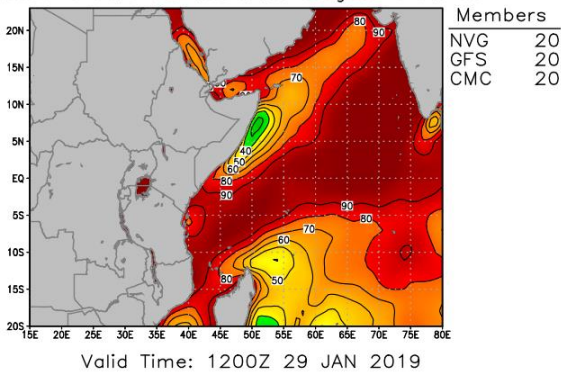 Members
NVG 20
GFS 20
CMC 20
20N
15N
10N
5N
EQ
5S
10S
15S
20S
80
90
70
40
50
60
80
90
90
80
70
60
50
80
15E 20E 25E 30E 35E 40E 45E 50E 55E 60E 65E 70E 75E 80E
Valid Time: 1200Z 29 JAN 2019